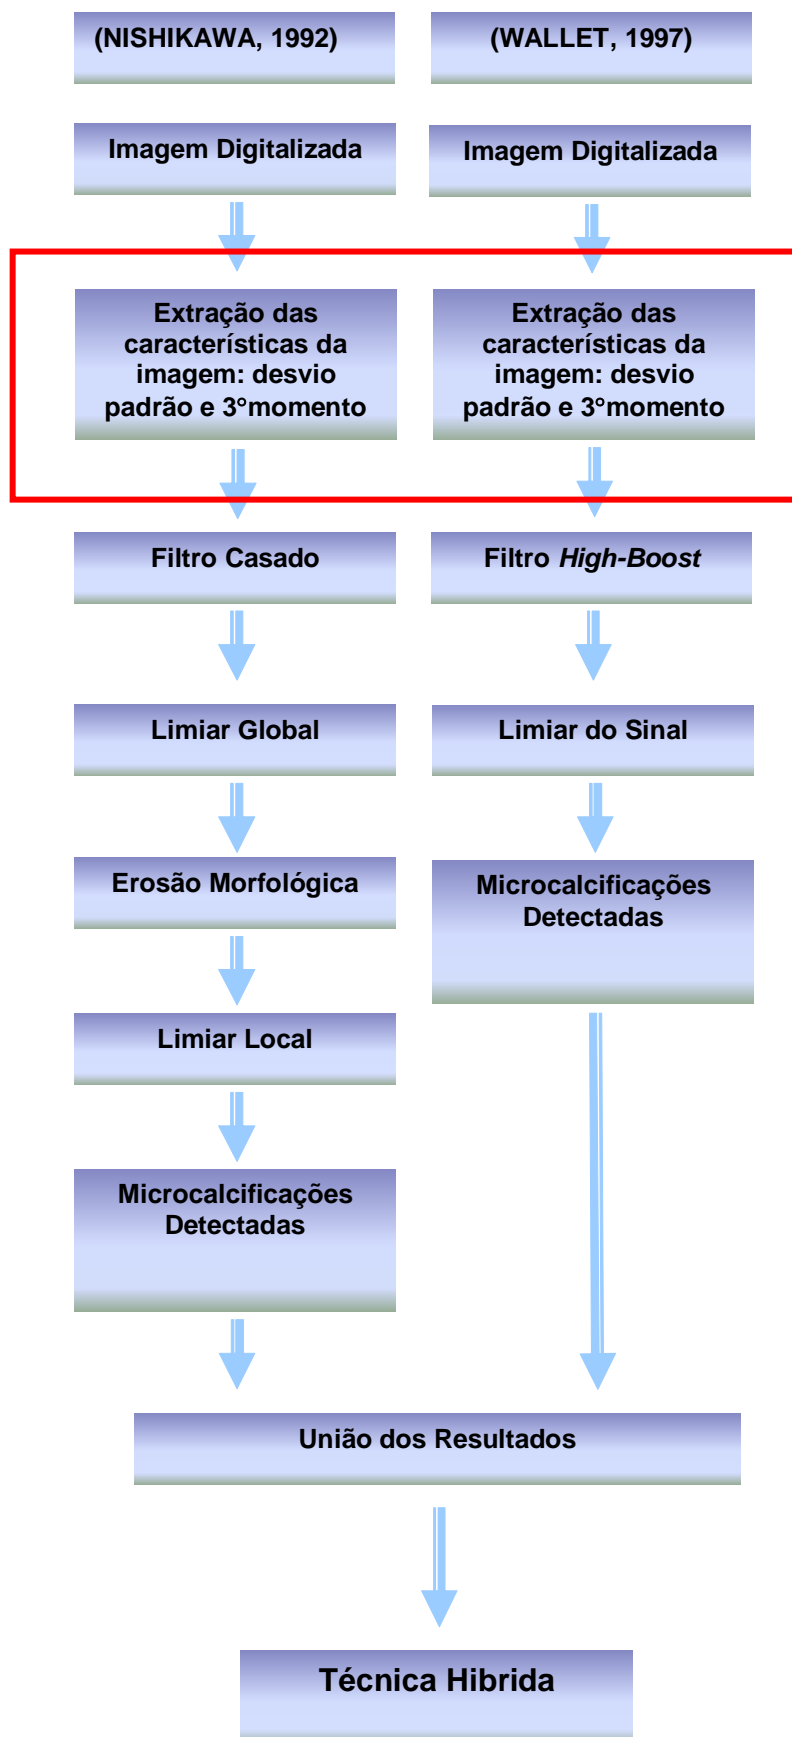 (NISHIKAWA, 1992)
(WALLET, 1997)
Imagem Digitalizada
Imagem Digitalizada
Extração das
características da
imagem: desvio
padrão e 3°momento
Extração das
características da
imagem: desvio
padrão e 3°momento
Filtro Casado
Filtro High-Boost
Limiar Global
Limiar do Sinal
Erosão Morfológica
Microcalcificações
Detectadas
Limiar Local
Microcalcificações
Detectadas
União dos Resultados
Técnica Hibrida